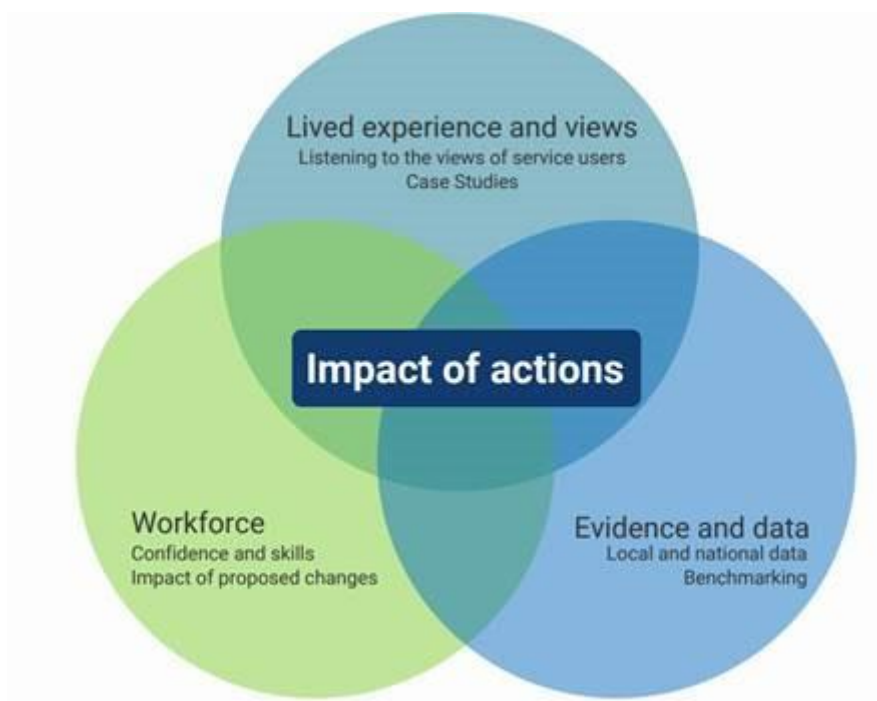 Lived experience and views
Listening to the views of service users
Case Studies
Impact of actions
Workforce
Confidence and skills
Impact of proposed changes
Evidence and data
Local and national data
Benchmarking